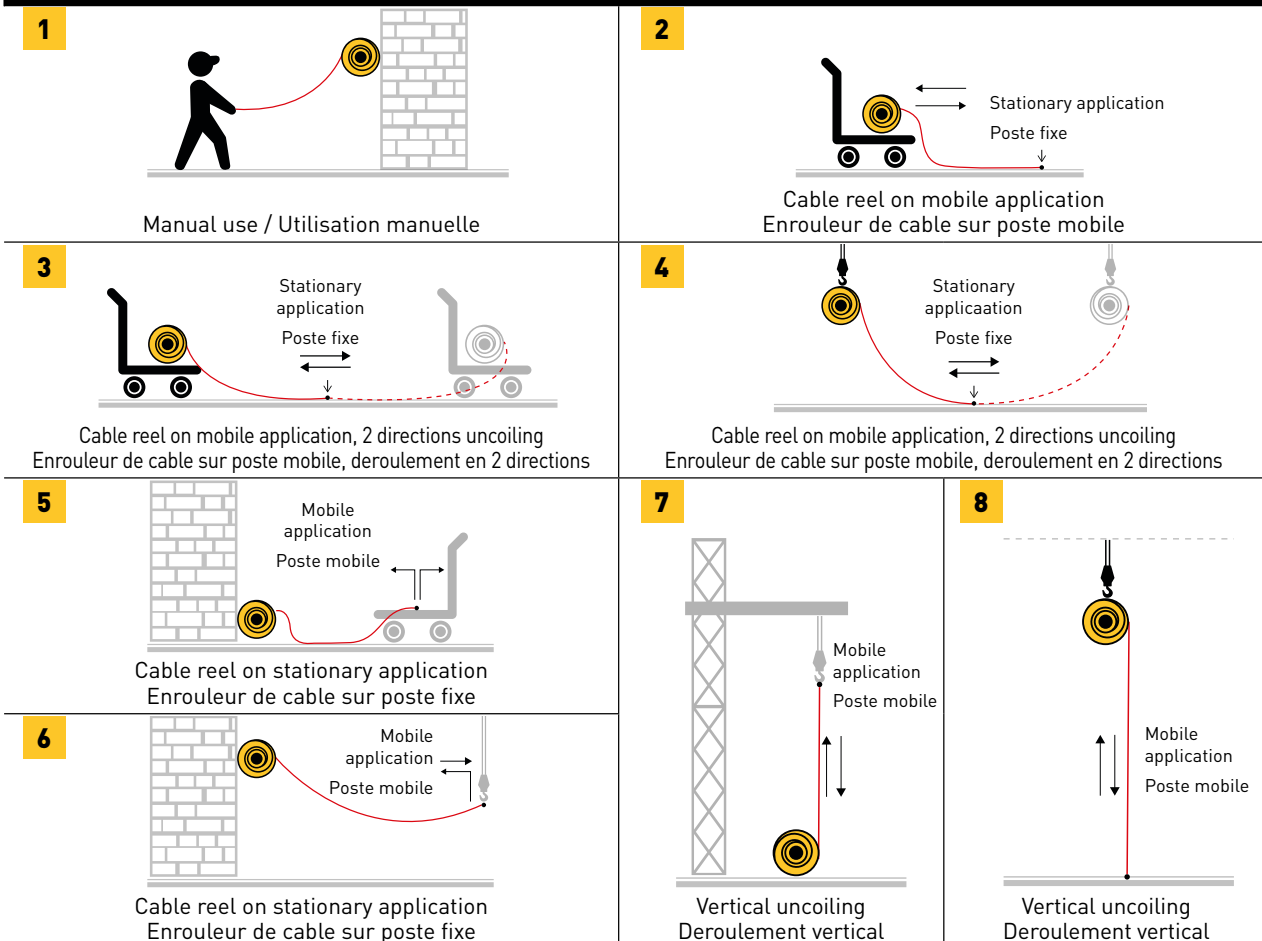 1
Manual use / Utilisation manuelle
2
Stationary application
Poste fixe
Cable reel on mobile application
Enrouleur de cable sur poste mobile
3
Stationary
application
Poste fixe
Cable reel on mobile application, 2 directions uncoiling
Enrouleur de cable sur poste mobile, deroulement en 2 directions
4
Stationary
applicaation
Poste fixe
Cable reel on mobile application, 2 directions uncoiling
Enrouleur de cable sur poste mobile, deroulement en 2 directions
5
Mobile
application
Poste mobile
Cable reel on stationary application
Enrouleur de cable sur poste fixe
6
Mobile
application
Poste mobile
Cable reel on stationary application
Enrouleur de cable sur poste fixe
7
Mobile
application
Poste mobile
Vertical uncoiling
Deroulement vertical
8
Mobile
application
Poste mobile
Vertical uncoiling
Deroulement vertical